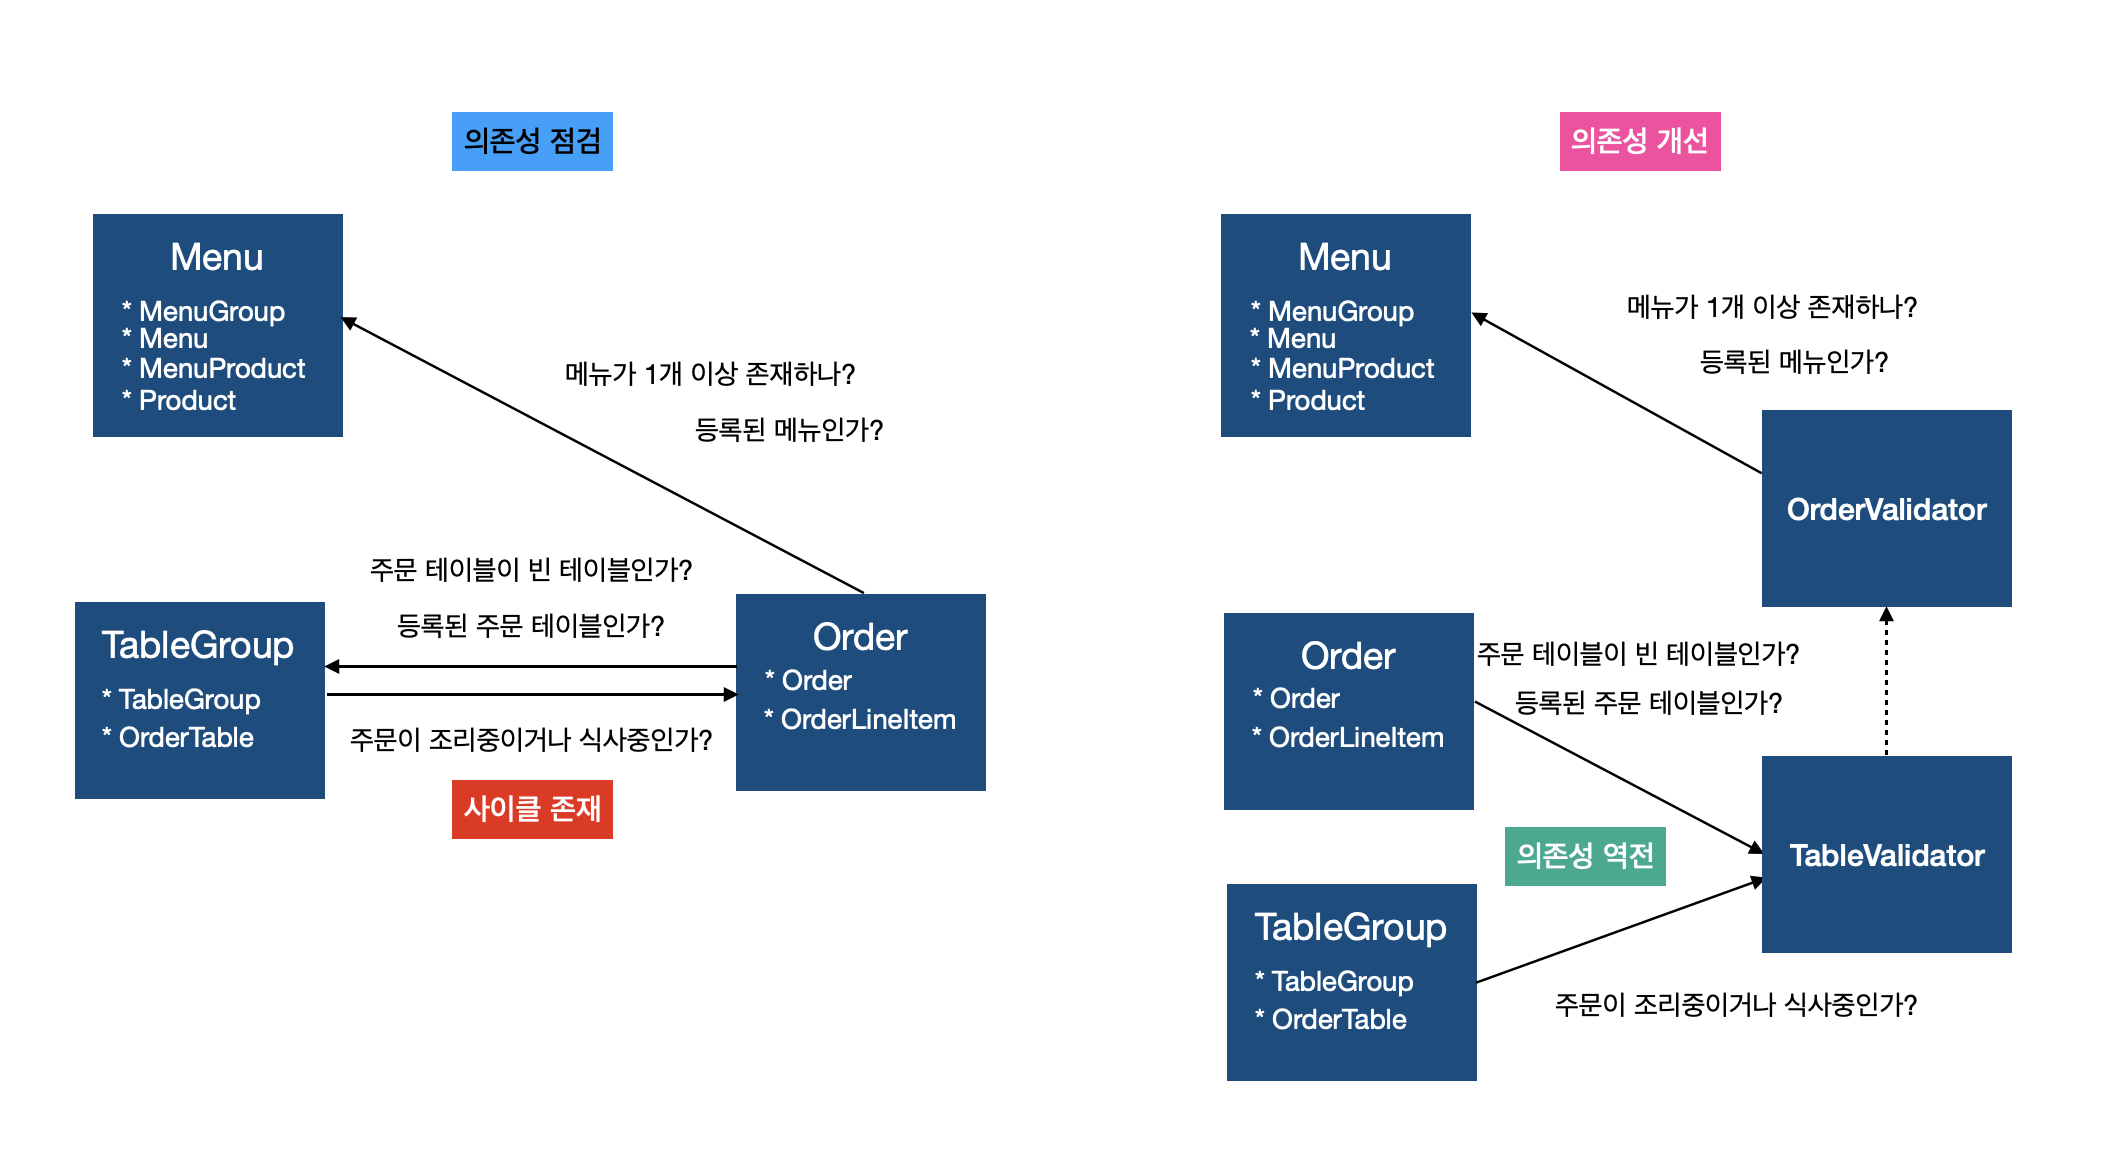 의존성 점검
Menu
* MenuGroup
* Menu
* MenuProduct
* Product
메뉴가 1개 이상 존재하나?
등록된 메뉴인가?
주문 테이블이 빈 테이블인가?
등록된 주문 테이블인가?
TableGroup
* TableGroup
* OrderTable
Order
* Order
* OrderLineItem
주문이 조리중이거나 식사중인가?
사이클 존재
의존성 개선
Menu
* MenuGroup
* Menu
* MenuProduct
* Product
메뉴가 1개 이상 존재하나?
등록된 메뉴인가?
OrderValidator
Order
* Order
* OrderLineItem
주문 테이블이 빈 테이블인가?
등록된 주문 테이블인가?
의존성 역전
TableValidator
TableGroup
* TableGroup
* OrderTable
주문이 조리중이거나 식사중인가?